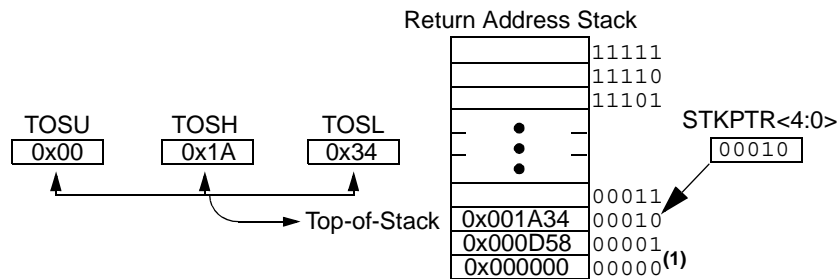 Return Address Stack
11111
11110
11101
TOSU TOSH TOSL
0x00 0x1A 0x34
STKPTR<4:0>
00010
00011
Top-of-Stack 0x001A34 00010
0x000D58 00001
0x000000 00000(1)